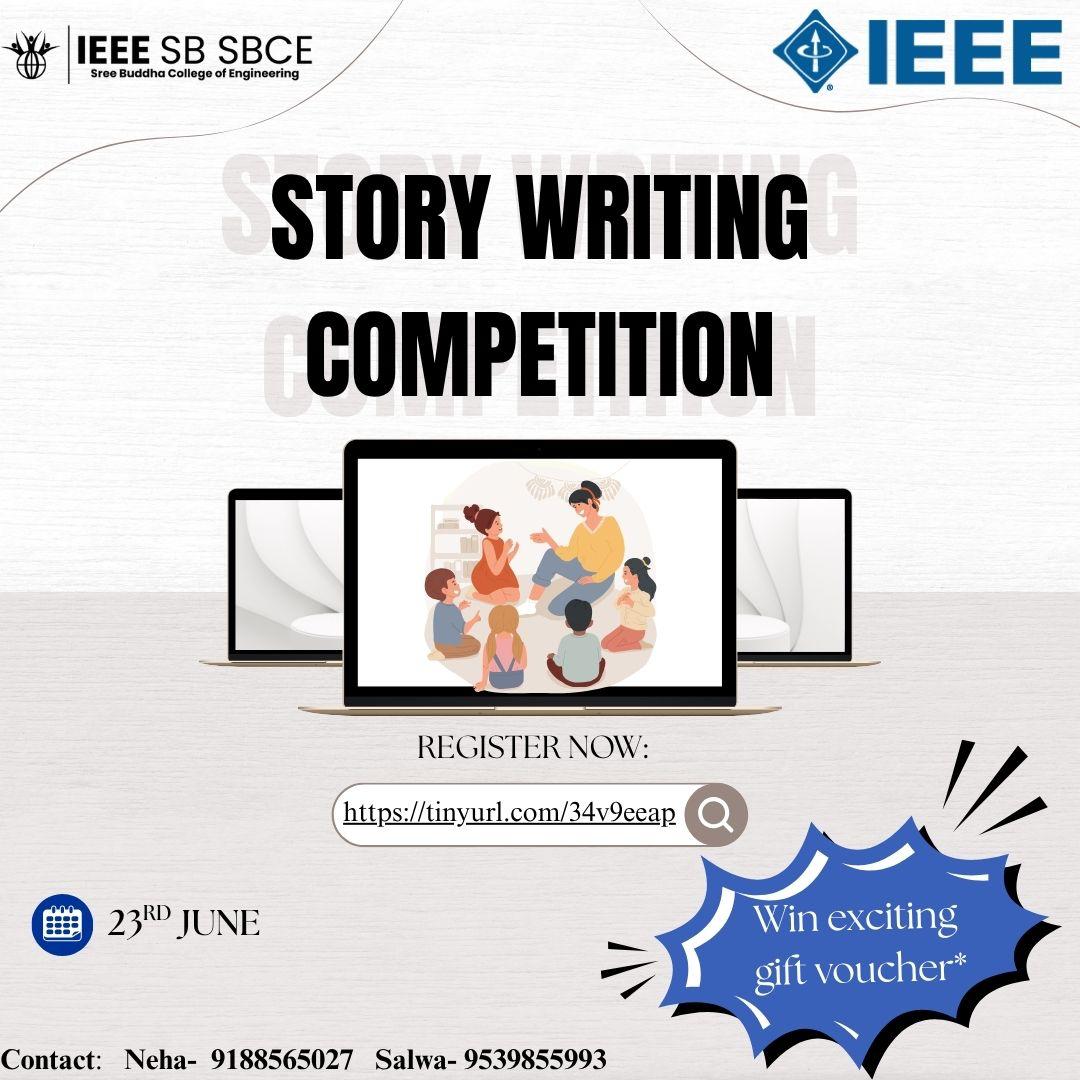 IEEE SB SBCE
Sree Buddha College of Engineering
IEEE
®
STORY WRITING
COMPETITION
REGISTER NOW:
https://tinyurl.com/34v9eeap
23RD JUNE
Win exciting
gift voucher*
Contact: Neha- 9188565027 Salwa- 9539855993